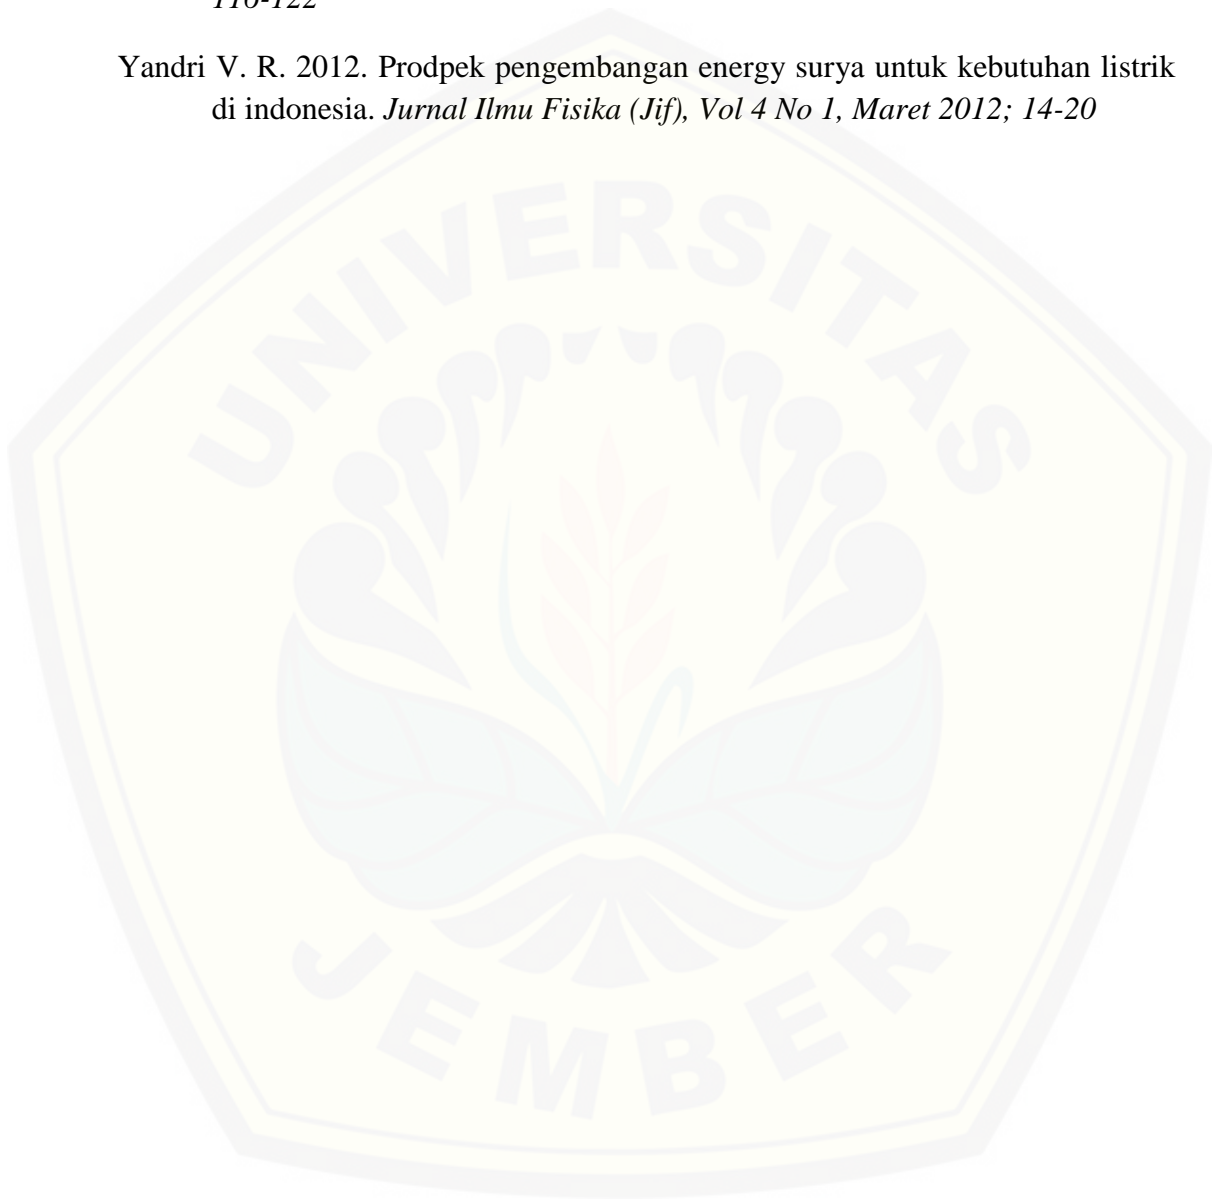 110-122
Yandri V. R. 2012. Prodpek pengembangan energy surya untuk kebutuhan listrik
di indonesia. Jurnal Ilmu Fisika (Jif), Vol 4 No 1, Maret 2012; 14-20
UNIVERSITAS
JEMBER